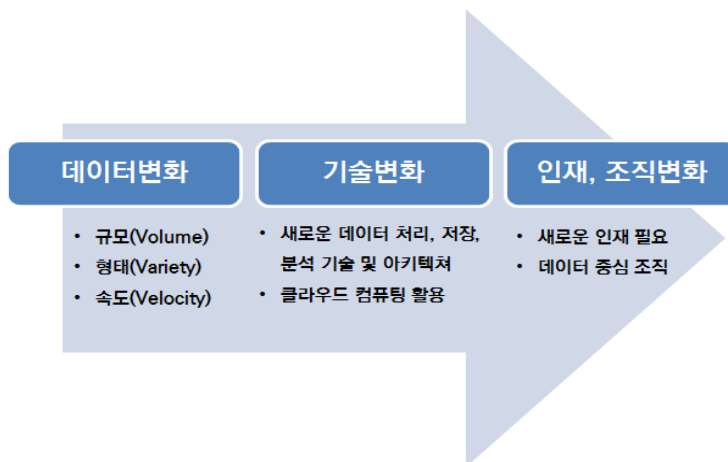 데이터변화
• 규모(Volume)
• 형태(Variety)
• 속도(Velocity)
기술변화
• 새로운 데이터 처리, 저장,
분석 기술 및 아키텍쳐
• 클라우드 컴퓨팅 활용
인재, 조직변화
• 새로운 인재 필요
• 데이터 중심 조직